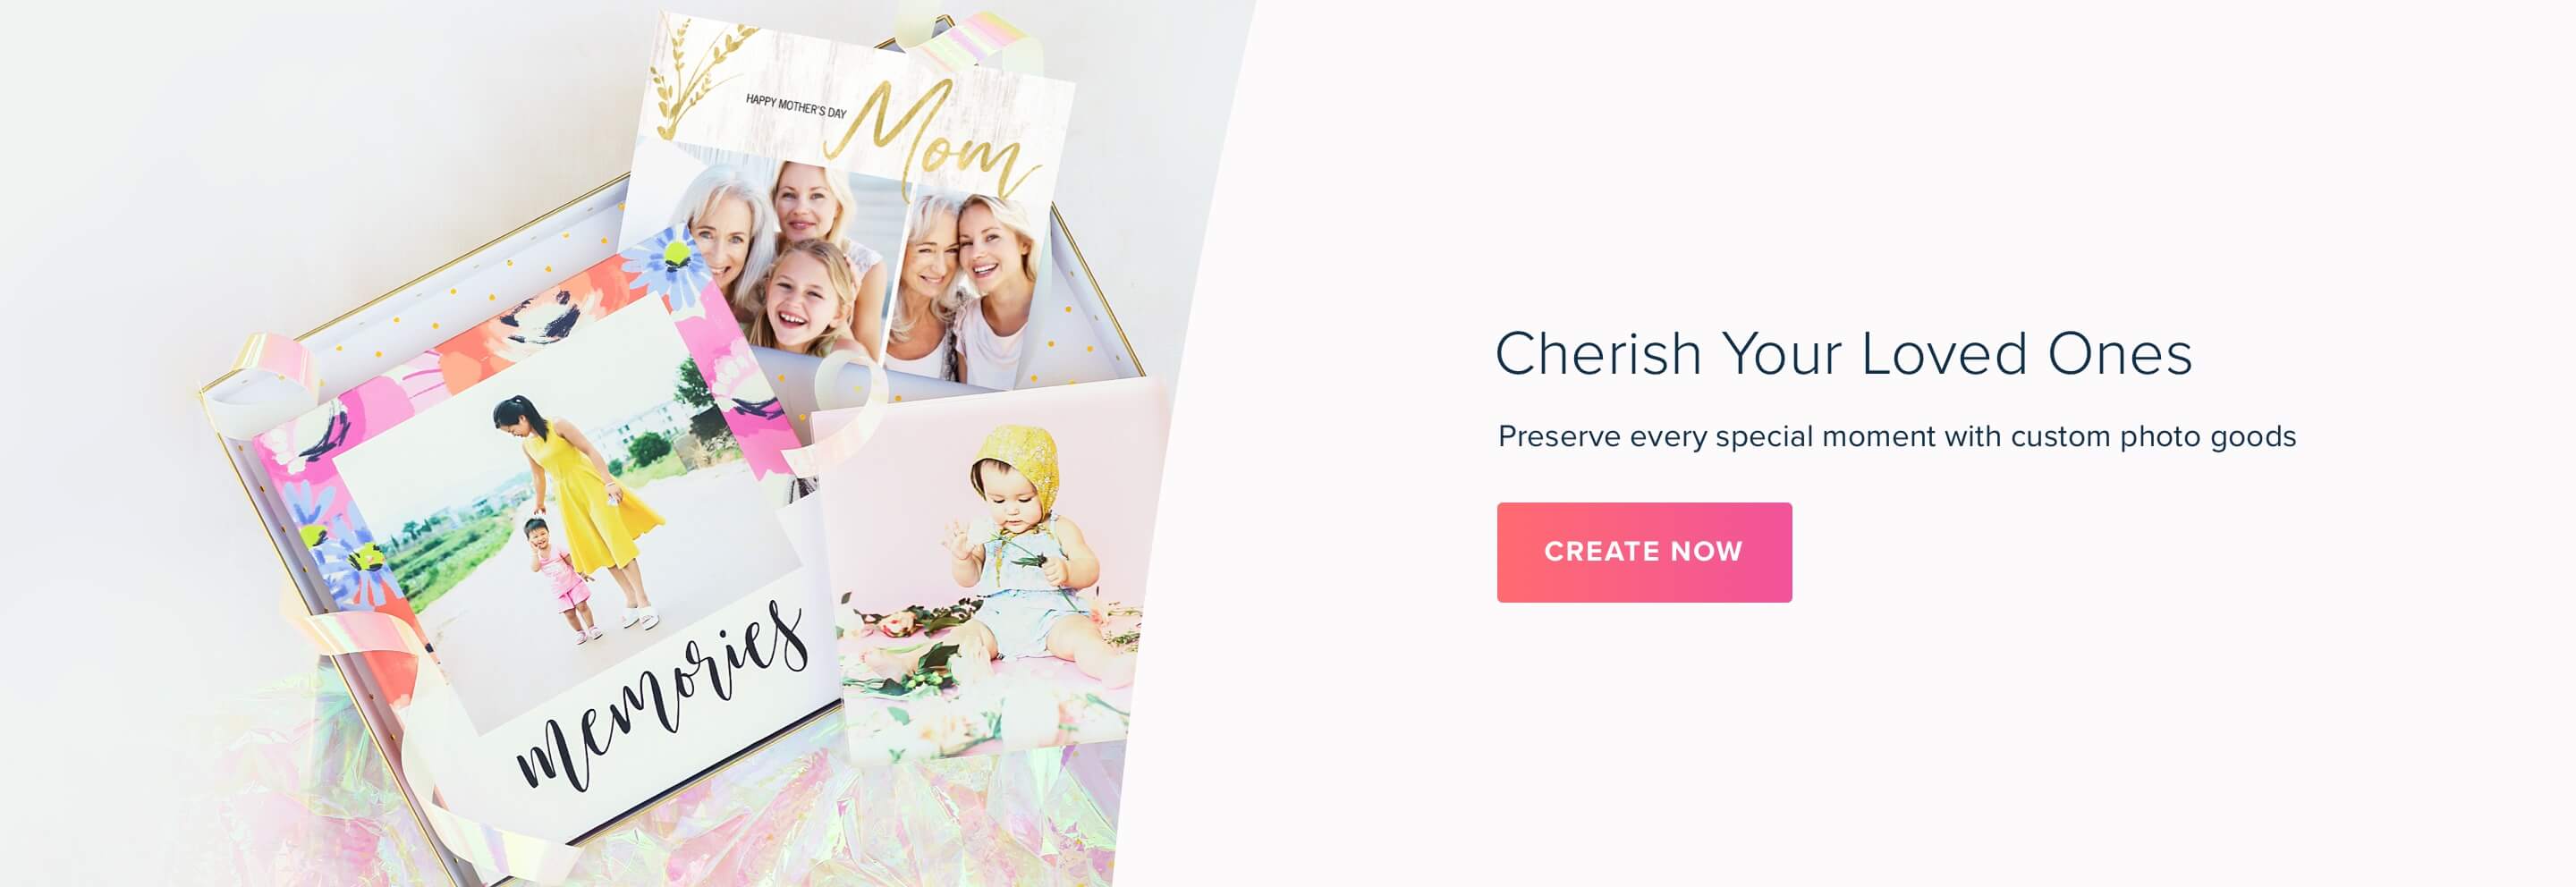 HAPPY MOTHER'S DAY
Mom
memories
Cherish Your Loved Ones
Preserve every special moment with custom photo goods
CREATE NOW